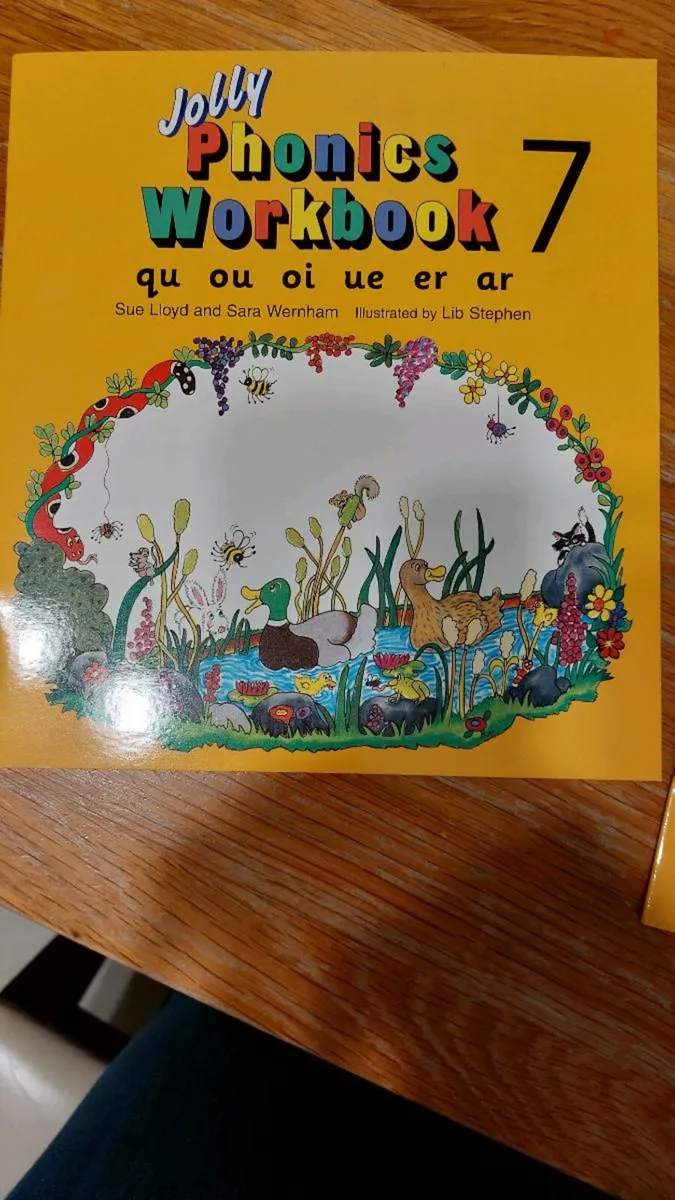 Jolly
Phonics
Workbook 7
qu ou oi ue er ar
Sue Lloyd and Sara Wernham Illustrated by Lib Stephen